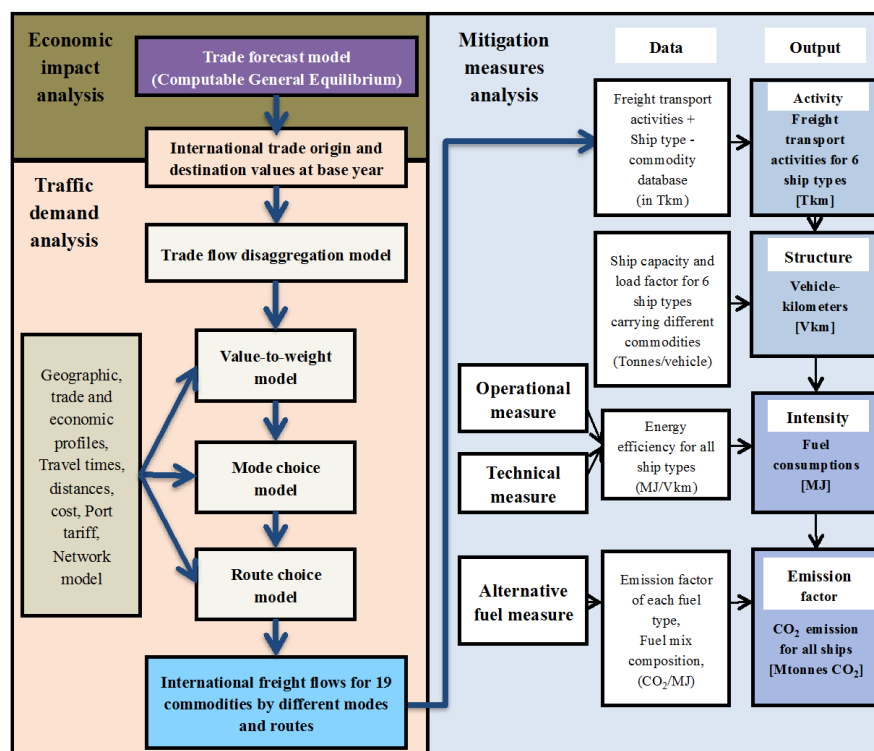 Economic
impact
analysis
Trade forecast model
(Computable General Equilibrium)
International trade origin and
destination values at base year
Traffic
demand
analysis
Trade flow disaggregation model
Value-to-weight
model
Geographic,
trade and
economic
profiles,
Travel times,
distances,
cost, Port
tariff,
Network
model
Mode choice
model
Route choice
model
International freight flows for 19
commodities by different modes
and routes
Mitigation
measures
analysis
Data
Output
Freight transport
activities +
Ship type -
commodity
database
(in Tkm)
Activity
Freight
transport
activities for 6
ship types
[Tkm]
Ship capacity and
load factor for 6
ship types
carrying different
commodities
(Tonnes/vehicle)
Structure
Vehicle-
kilometers
[Vkm]
Operational
measure
Technical
measure
Energy
efficiency for all
ship types
(MJ/Vkm)
Intensity
Fuel
consumptions
[MJ]
Alternative
fuel measure
Emission factor
of each fuel
type,
Fuel mix
composition,
(CO₂/MJ)
Emission
factor
CO₂ emission
for all ships
[Mtonnes CO₂]